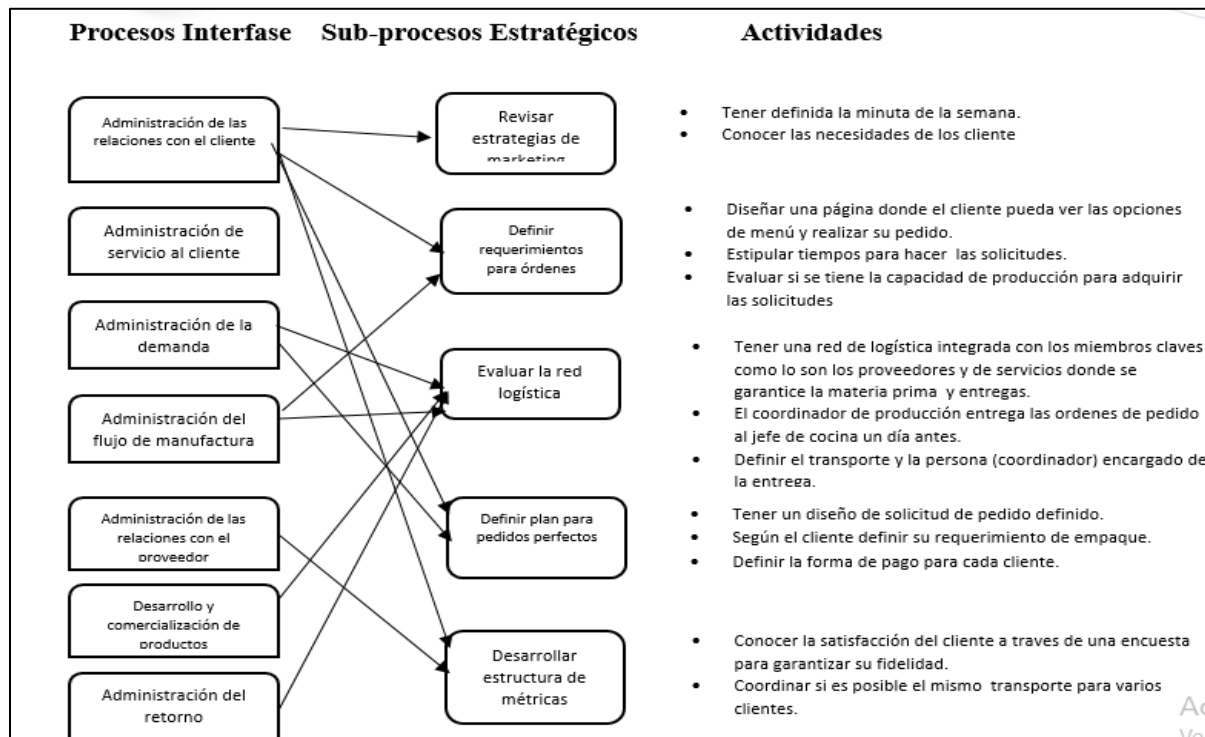 Procesos Interfase Sub-procesos Estratégicos Actividades
Administración de las
relaciones con el cliente
Administración de
servicio al cliente
Administración de la
demanda
Administración del
flujo de manufactura
Administración de las
relaciones con el
proveedor
Desarrollo y
comercialización de
productos
Administración del
retorno
Revisar
estrategias de
marketing
Definir
requerimientos
para órdenes
Evaluar la red
logística
Definir plan para
pedidos perfectos
Desarrollar
estructura de
métricas
• Tener definida la minuta de la semana.
• Conocer las necesidades de los cliente
• Diseñar una página donde el cliente pueda ver las opciones
de menú y realizar su pedido.
• Estipular tiempos para hacer las solicitudes.
• Evaluar si se tiene la capacidad de producción para adquirir
las solicitudes
• Tener una red de logística integrada con los miembros claves
como lo son los proveedores y de servicios donde se
garantice la materia prima y entregas.
• El coordinador de producción entrega las ordenes de pedido
al jefe de cocina un día antes.
• Definir el transporte y la persona (coordinador) encargado de
la entrega.
• Tener un diseño de solicitud de pedido definido.
• Según el cliente definir su requerimiento de empaque.
• Definir la forma de pago para cada cliente.
• Conocer la satisfacción del cliente a traves de una encuesta
para garantizar su fidelidad.
• Coordinar si es posible el mismo transporte para varios
clientes.